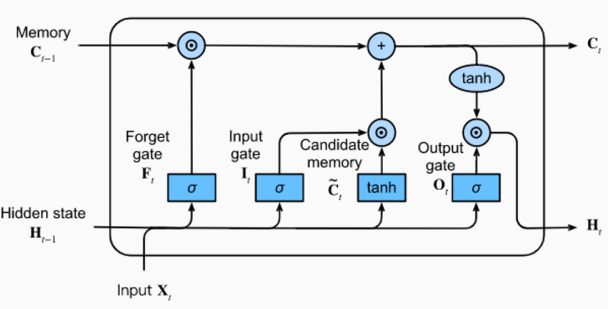 Memory
C_{t-1}
C_t
tanh
Forget
gate
F_t
Input
gate
I_t
Candidate
memory
C̃_t
Output
gate
O_t
σ
σ
tanh
σ
Hidden state
H_{t-1}
H_t
Input X_t